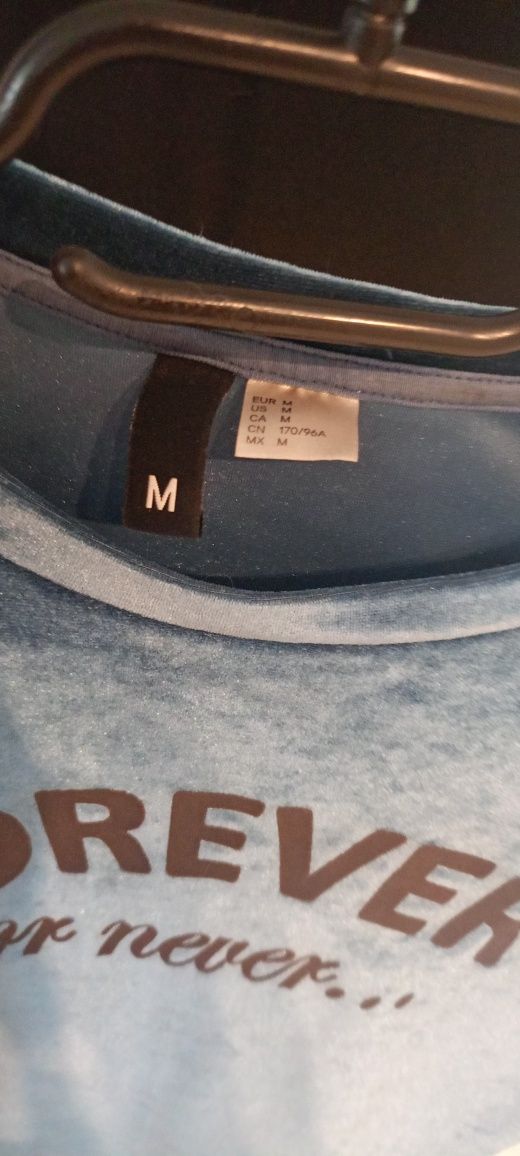 EUR M
US M
CA M
CN 170/96A
MX M
M
OREVER
or never...